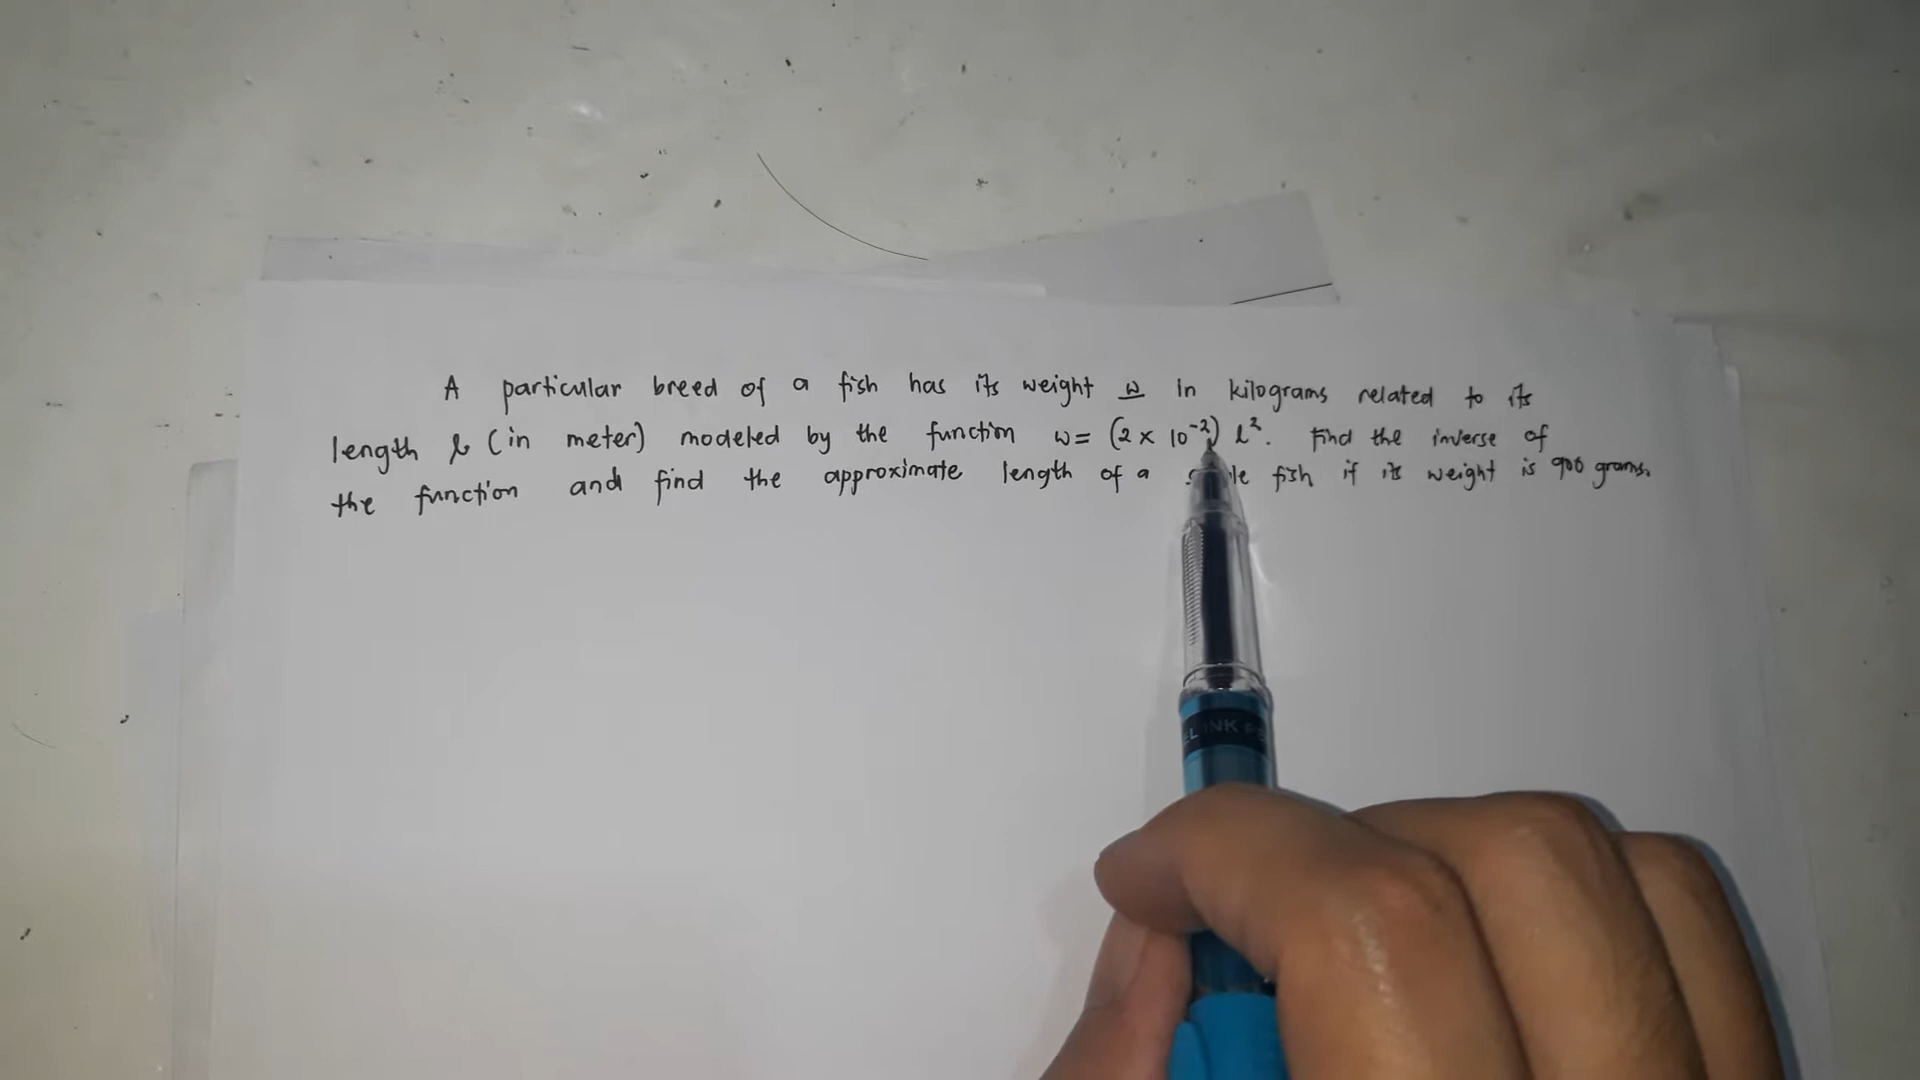 A particular breed of a fish has its weight w in kilograms related to its
length l (in meter) modeled by the function w = (2 × 10⁻²) l². Find the inverse of
the function and find the approximate length of a fish if its weight is 900 grams.
INK